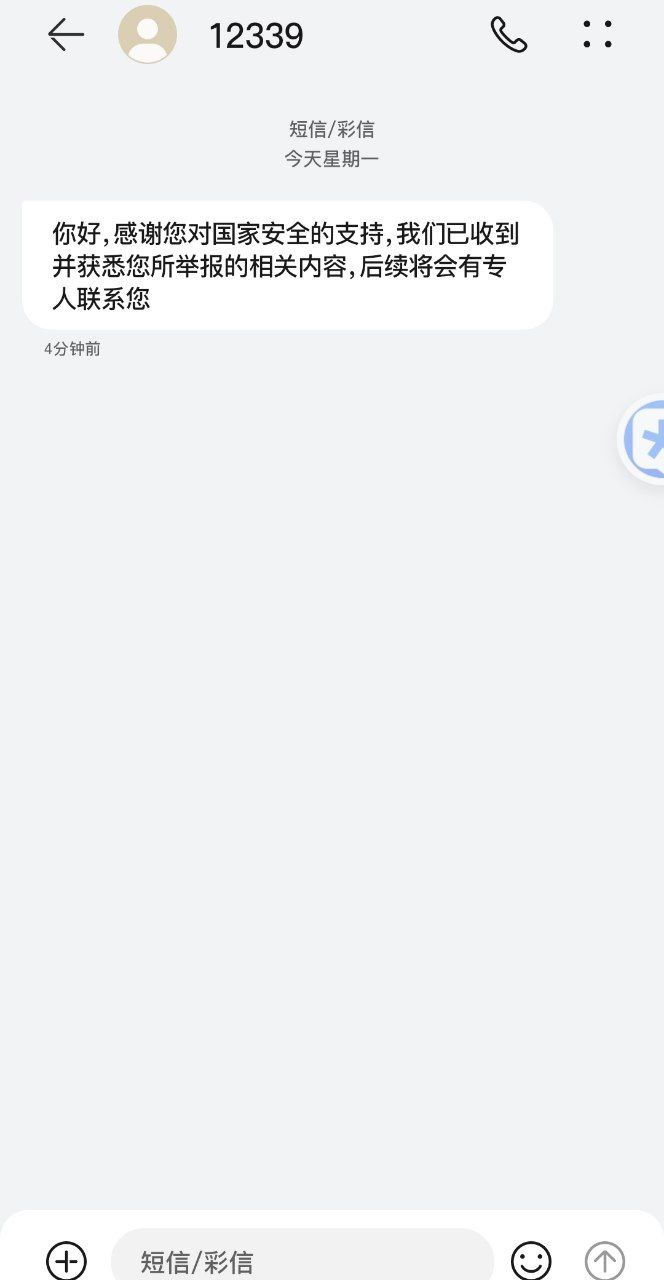 12339
短信/彩信
今天星期一
你好,感谢您对国家安全的支持,我们已收到
并获悉您所举报的相关内容,后续将会有专
人联系您
4分钟前
短信/彩信